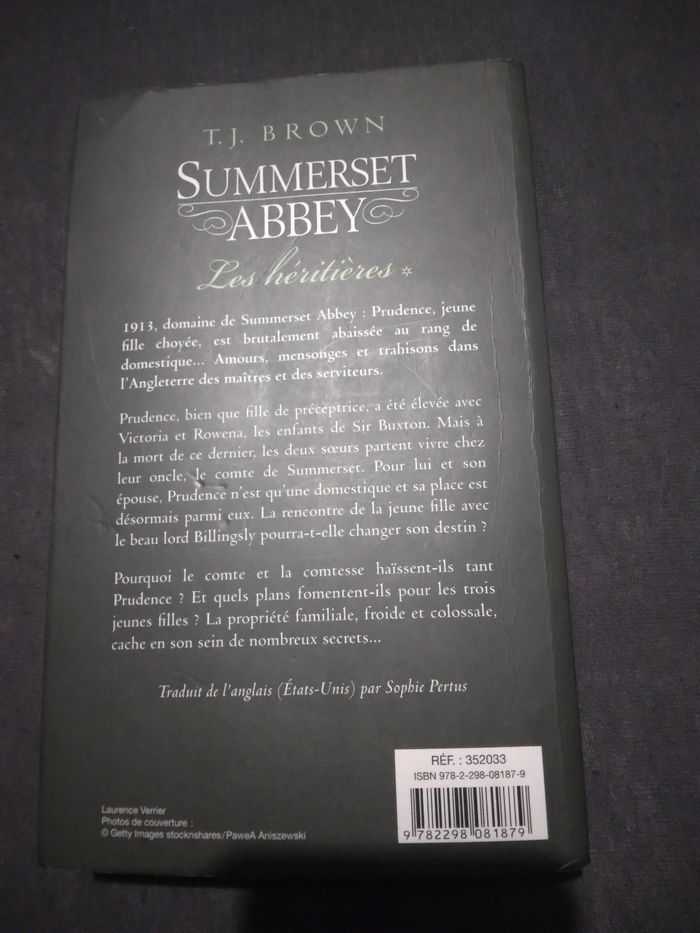 T.J. BROWN
SUMMERSET
ABBEY
Les héritières *
1913, domaine de Summerset Abbey : Prudence, jeune
fille choyée, est brutalement abaissée au rang de
domestique... Amours, mensonges et trahisons dans
l'Angleterre des maîtres et des serviteurs.
Prudence, bien que fille de préceptrice, a été élevée avec
Victoria et Rowena, les enfants de Sir Buxton. Mais à
la mort de ce dernier, les deux sœurs partent vivre chez
leur oncle, le comte de Summerset. Pour lui et son
épouse, Prudence n'est qu'une domestique et sa place est
désormais parmi eux. La rencontre de la jeune fille avec
le beau lord Billingsly pourra-t-elle changer son destin ?
Pourquoi le comte et la comtesse haïssent-ils tant
Prudence ? Et quels plans fomentent-ils pour les trois
jeunes filles ? La propriété familiale, froide et colossale,
cache en son sein de nombreux secrets...
Traduit de l'anglais (États-Unis) par Sophie Pertus
RÉF. : 352033
ISBN 978-2-298-08187-9
9 782298 081879
Laurence Verrier
Photos de couverture :
© Getty Images stocknshares/PaweA Aniszewski